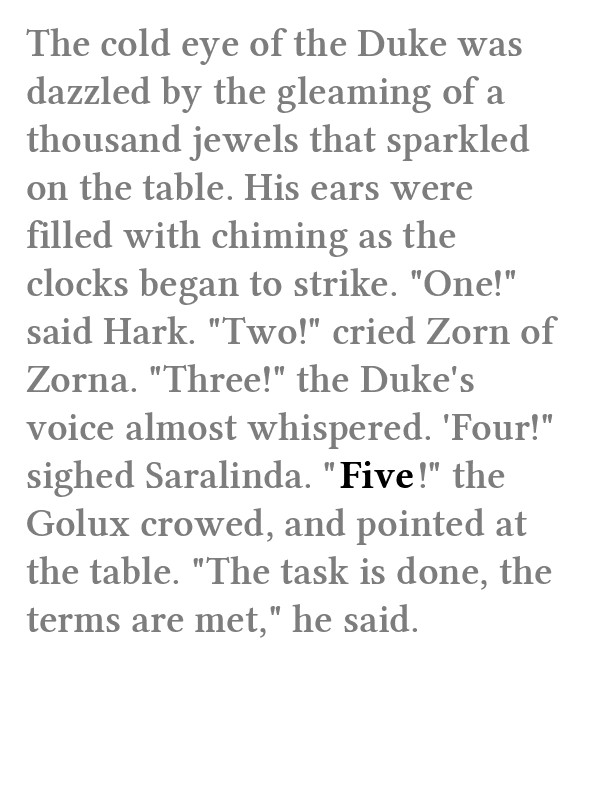 The cold eye of the Duke was
dazzled by the gleaming of a
thousand jewels that sparkled
on the table. His ears were
filled with chiming as the
clocks began to strike. "One!"
said Hark. "Two!" cried Zorn of
Zorna. "Three!" the Duke's
voice almost whispered. 'Four!"
sighed Saralinda. "Five!" the
Golux crowed, and pointed at
the table. "The task is done, the
terms are met," he said.